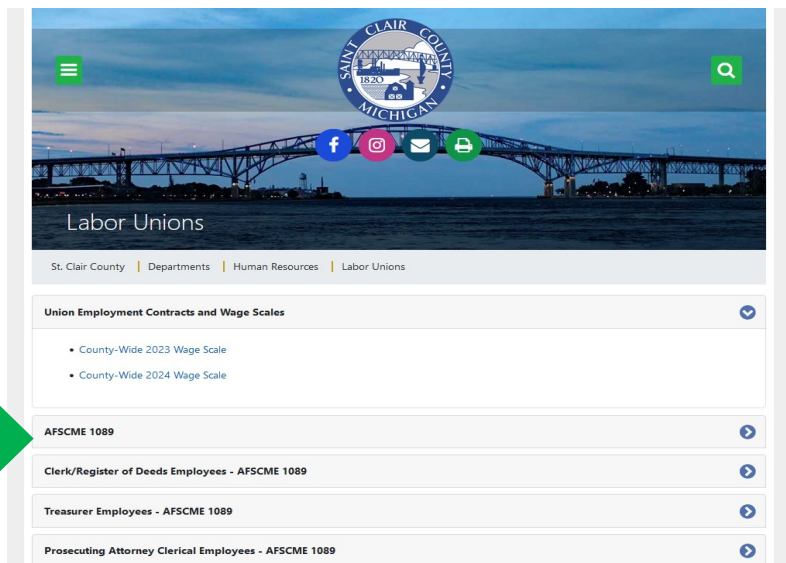 SAINT CLAIR COUNTY
1820
MICHIGAN
Labor Unions
St. Clair County | Departments | Human Resources | Labor Unions
Union Employment Contracts and Wage Scales
• County-Wide 2023 Wage Scale
• County-Wide 2024 Wage Scale
AFSCME 1089
Clerk/Register of Deeds Employees - AFSCME 1089
Treasurer Employees - AFSCME 1089
Prosecuting Attorney Clerical Employees - AFSCME 1089